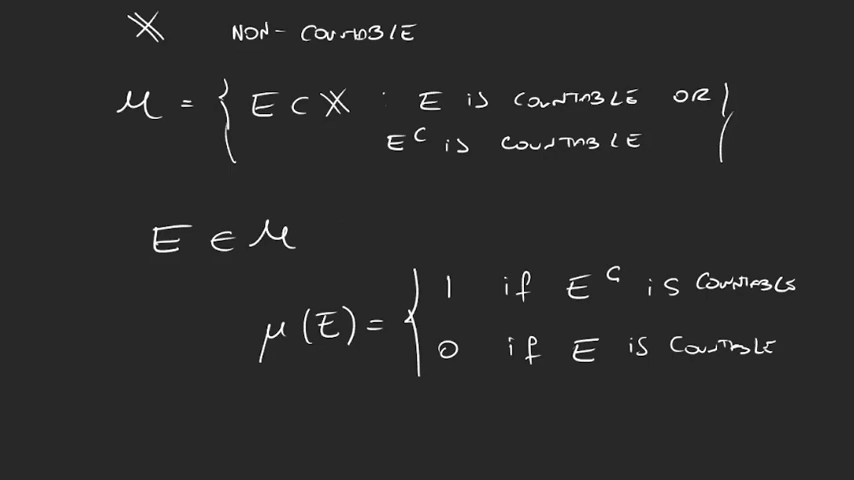 𝕏 NON-COUNTABLE
M = { E ⊂ 𝕏 : E is COUNTABLE OR
E^C is COUNTABLE }
E ∈ M
μ(E) = { 1 if E^C is COUNTABLE
0 if E is COUNTABLE